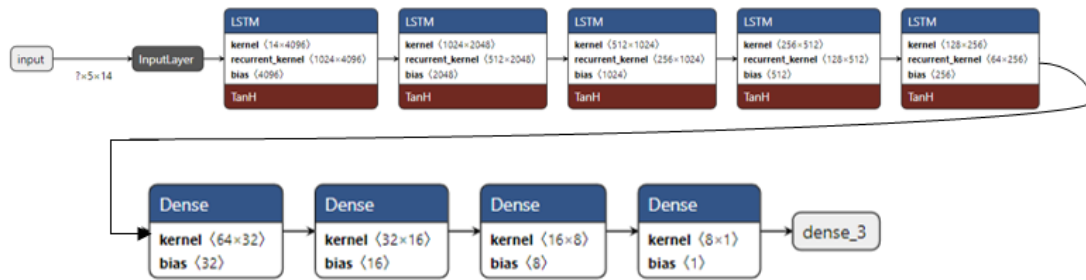 input
?×5×14
InputLayer
LSTM
kernel ⟨14×4096⟩
recurrent_kernel ⟨1024×4096⟩
bias ⟨4096⟩
TanH
LSTM
kernel ⟨1024×2048⟩
recurrent_kernel ⟨512×2048⟩
bias ⟨2048⟩
TanH
LSTM
kernel ⟨512×1024⟩
recurrent_kernel ⟨256×1024⟩
bias ⟨1024⟩
TanH
LSTM
kernel ⟨256×512⟩
recurrent_kernel ⟨128×512⟩
bias ⟨512⟩
TanH
LSTM
kernel ⟨128×256⟩
recurrent_kernel ⟨64×256⟩
bias ⟨256⟩
TanH
Dense
kernel ⟨64×32⟩
bias ⟨32⟩
Dense
kernel ⟨32×16⟩
bias ⟨16⟩
Dense
kernel ⟨16×8⟩
bias ⟨8⟩
Dense
kernel ⟨8×1⟩
bias ⟨1⟩
dense_3